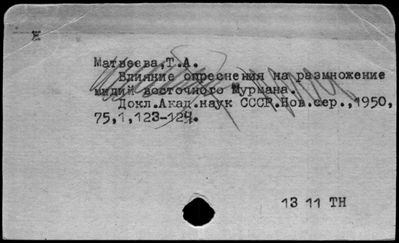 Матвеева,Т.А.
Влияние опреснения на размножение
мидий восточного Мурмана.
Докл.Акад.наук СССР.Нов.сер.,1950,
75,1,123-124.
13 11 ТН